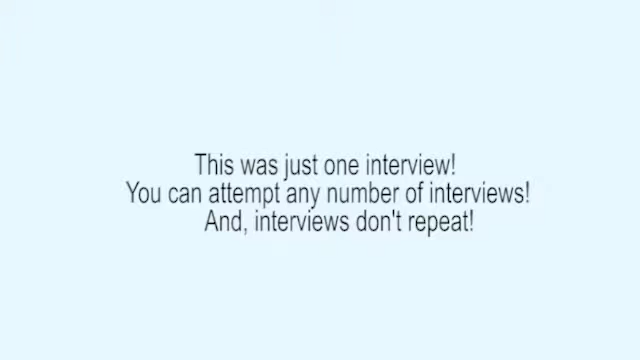 This was just one interview!
You can attempt any number of interviews!
And, interviews don't repeat!